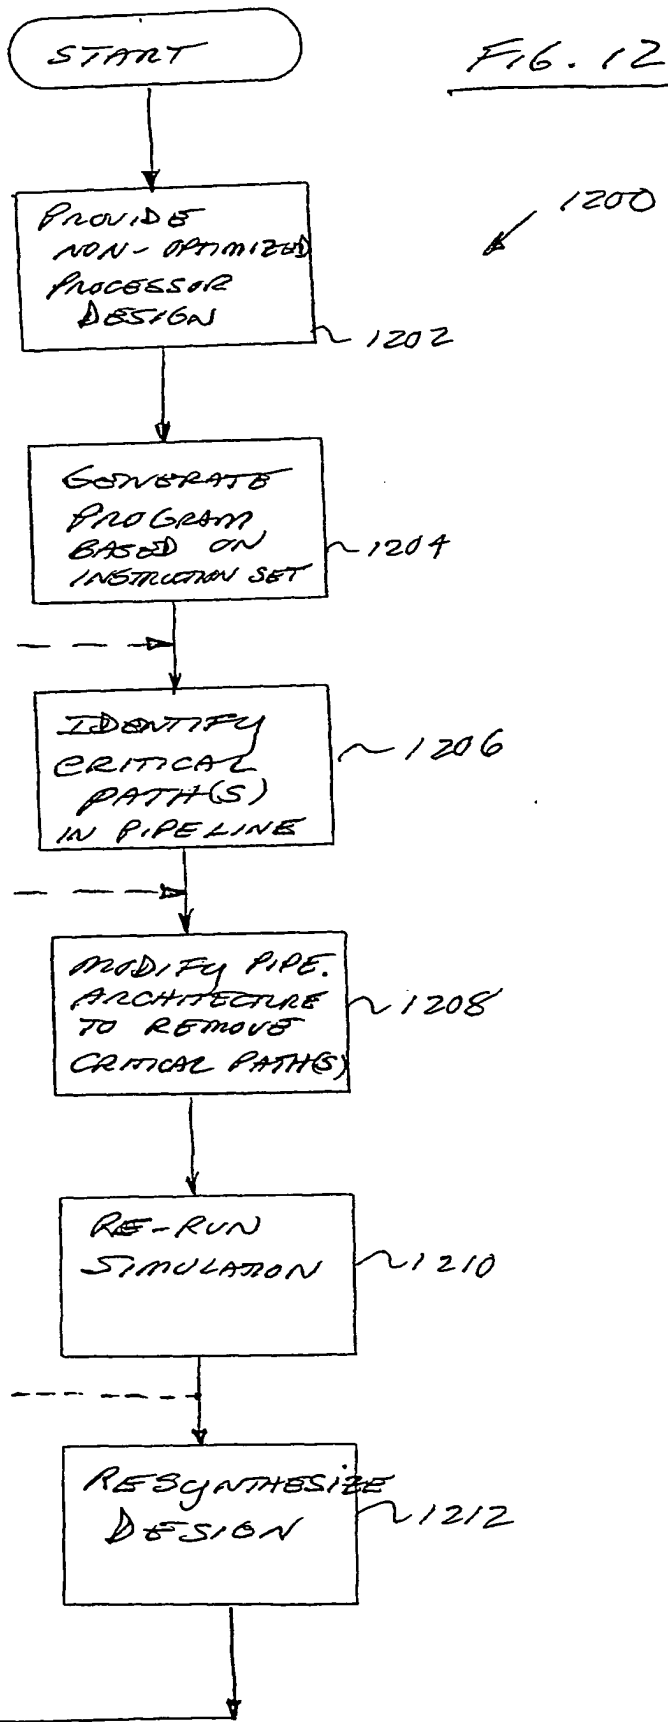 START
FIG. 12
1200
PROVIDE
NON-OPTIMIZED
PROCESSOR
DESIGN
1202
GENERATE
PROGRAM
BASED ON
INSTRUCTION SET
1204
IDENTIFY
CRITICAL
PATH(S)
IN PIPELINE
1206
MODIFY PIPE.
ARCHITECTURE
TO REMOVE
CRITICAL PATH(S)
1208
RE-RUN
SIMULATION
1210
RESYNTHESIZE
DESIGN
1212